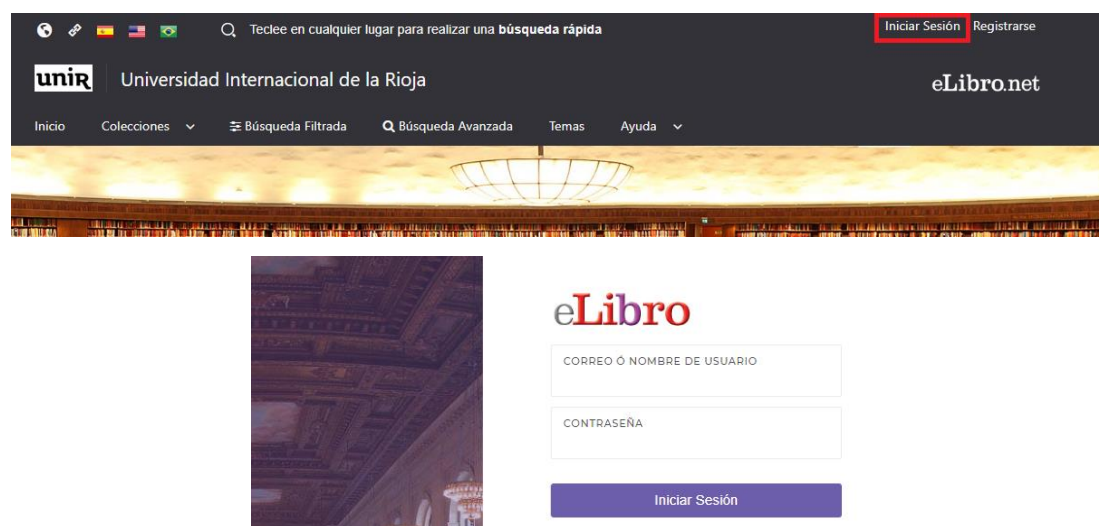 Teclee en cualquier lugar para realizar una búsqueda rápida
Iniciar Sesión Registrarse
uniR Universidad Internacional de la Rioja
eLibro.net
Inicio Colecciones Búsqueda Filtrada Búsqueda Avanzada Temas Ayuda
eLibro
CORREO Ó NOMBRE DE USUARIO
CONTRASEÑA
Iniciar Sesión